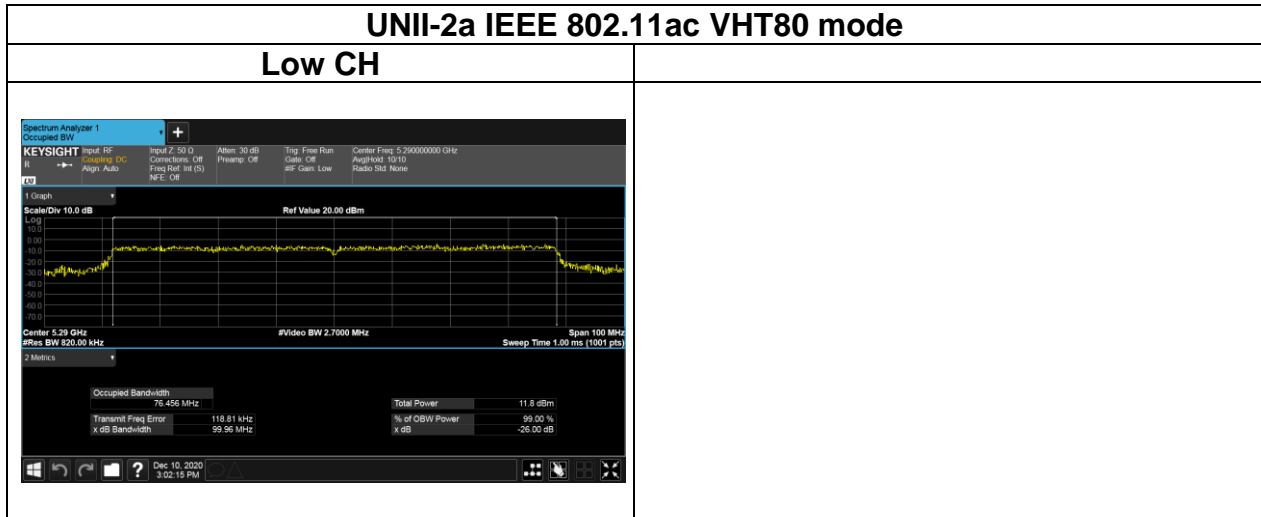 UNII-2a IEEE 802.11ac VHT80 mode
Low CH
Spectrum Analyzer 1
Occupied BW
+
KEYSIGHT Input: RF Input Z: 50 Ω Atten: 30 dB Trig: Free Run Center Freq: 5.290000000 GHz
R Coupling: DC Corrections: Off Preamp: Off Gate: Off Avg|Hold: 10/10
Align: Auto Freq Ref: Int (S) #IF Gain: Low Radio Std: None
LXI NFE: Off
1 Graph
Scale/Div 10.0 dB Ref Value 20.00 dBm
Log
10.0
0.00
-10.0
-20.0
-30.0
-40.0
-50.0
-60.0
-70.0
Center 5.29 GHz #Video BW 2.7000 MHz Span 100 MHz
#Res BW 820.00 kHz Sweep Time 1.00 ms (1001 pts)
2 Metrics
Occupied Bandwidth
76.456 MHz Total Power 11.8 dBm
Transmit Freq Error 118.81 kHz % of OBW Power 99.00 %
x dB Bandwidth 99.96 MHz x dB -26.00 dB
? Dec 10, 2020
3:02:15 PM